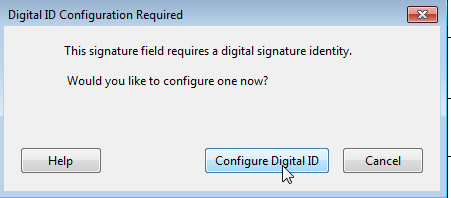 Digital ID Configuration Required
This signature field requires a digital signature identity.
Would you like to configure one now?
Help
Configure Digital ID
Cancel